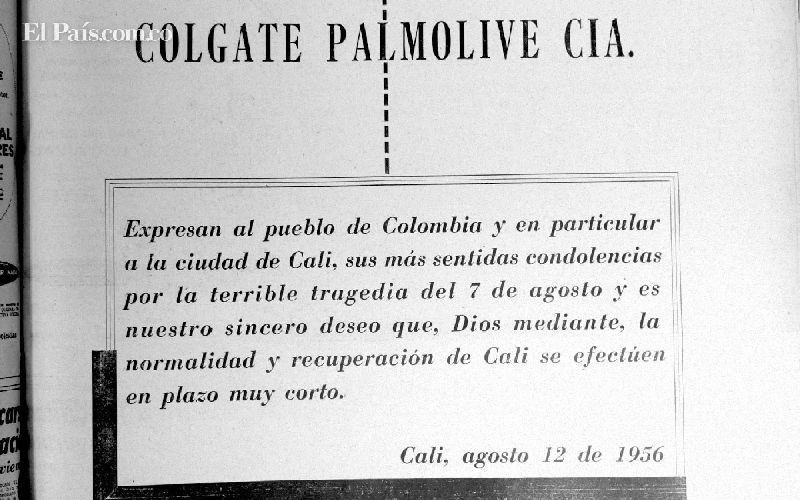 El País.com.co
COLGATE PALMOLIVE CIA.
Expresan al pueblo de Colombia y en particular
a la ciudad de Cali, sus más sentidas condolencias
por la terrible tragedia del 7 de agosto y es
nuestro sincero deseo que, Dios mediante, la
normalidad y recuperación de Cali se efectúen
en plazo muy corto.
Cali, agosto 12 de 1956